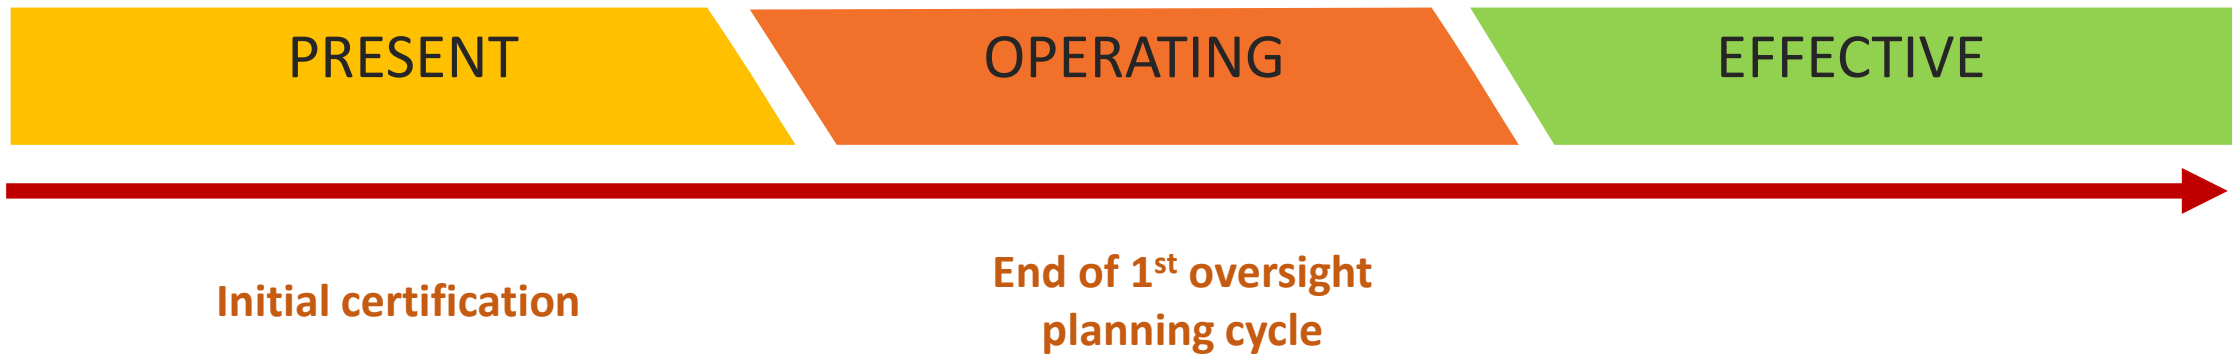 PRESENT OPERATING EFFECTIVE
Initial certification
End of 1st oversight
planning cycle